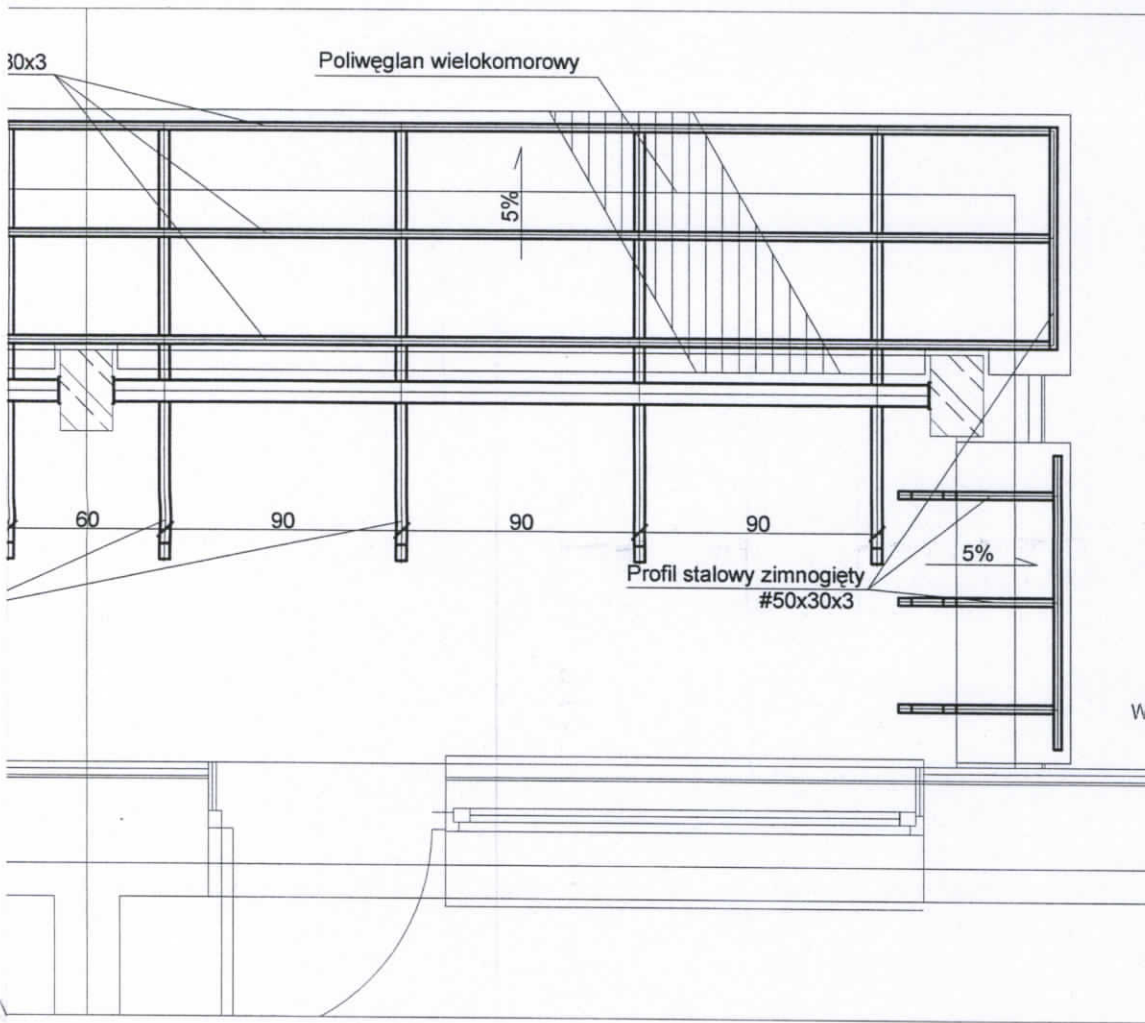 30x3
Poliwęglan wielokomorowy
5%
60
90
90
90
Profil stalowy zimnogięty
#50x30x3
5%
W